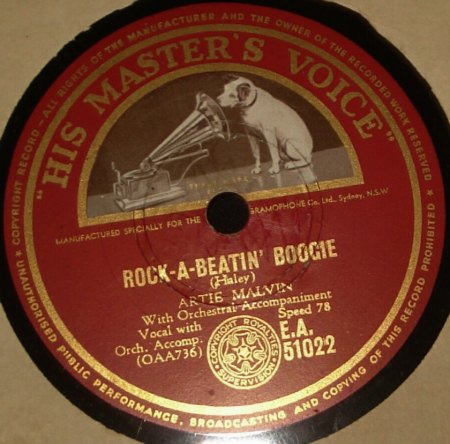 COPYRIGHT RECORD — ALL RIGHTS OF THE MANUFACTURER AND THE OWNER OF THE RECORDED WORK RESERVED
"HIS MASTER'S VOICE"
MANUFACTURED SPECIALLY FOR THE GRAMOPHONE Co. Ltd., Sydney, N.S.W
ROCK-A-BEATIN' BOOGIE
(Haley)
ARTIE MALVIN
With Orchestral Accompaniment
Vocal with Speed 78
Orch. Accomp. E.A.
(OAA736) 51022
COPYRIGHT ROYALTIES SUPERVISION
UNAUTHORISED PUBLIC PERFORMANCE, BROADCASTING AND COPYING OF THIS RECORD PROHIBITED